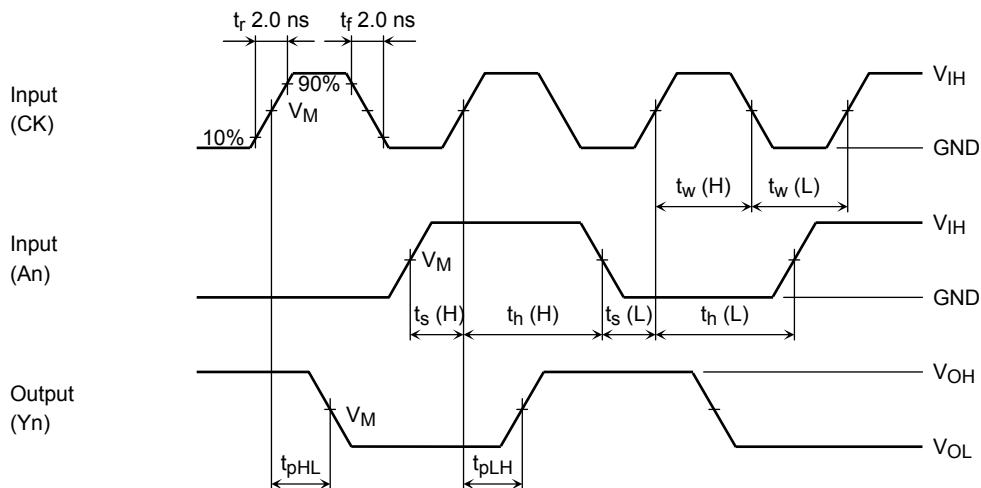 tr 2.0 ns
tf 2.0 ns
Input
(CK)
90%
VM
10%
VIH
GND
tw (H)
tw (L)
Input
(An)
VM
VIH
GND
ts (H)
th (H)
ts (L)
th (L)
Output
(Yn)
VM
VOH
VOL
tpHL
tpLH